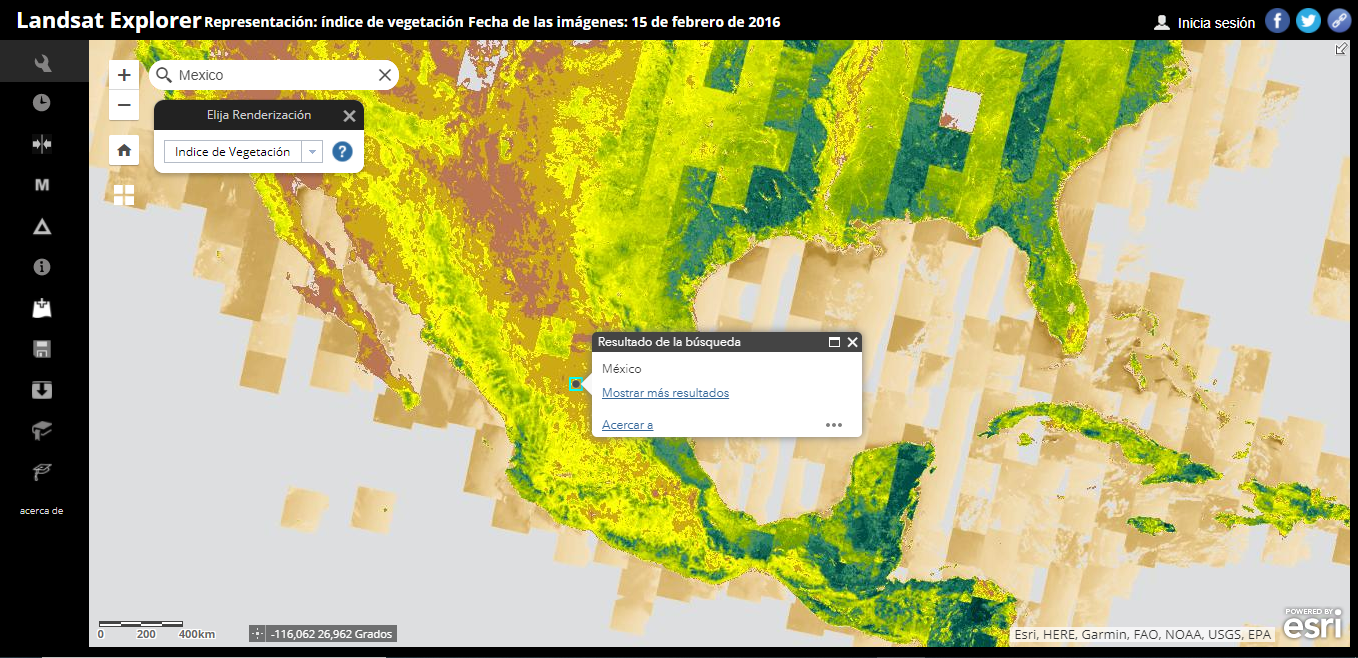 Landsat Explorer Representación: índice de vegetación Fecha de las imágenes: 15 de febrero de 2016
Inicia sesión
Mexico
Elija Renderización
Indice de Vegetación
?
M
acerca de
Resultado de la búsqueda
México
Mostrar más resultados
Acercar a
0 200 400km
-116,062 26,962 Grados
Esri, HERE, Garmin, FAO, NOAA, USGS, EPA
POWERED BY
esri